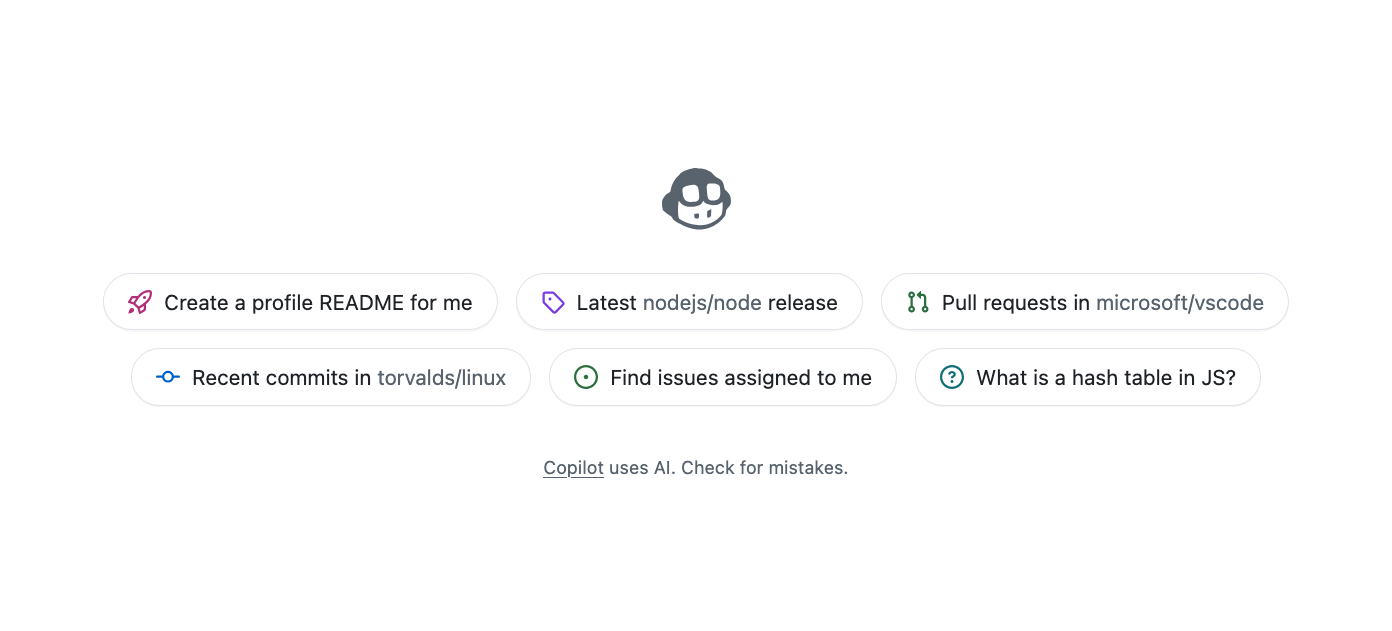 Create a profile README for me
Latest nodejs/node release
Pull requests in microsoft/vscode
Recent commits in torvalds/linux
Find issues assigned to me
What is a hash table in JS?
Copilot uses AI. Check for mistakes.